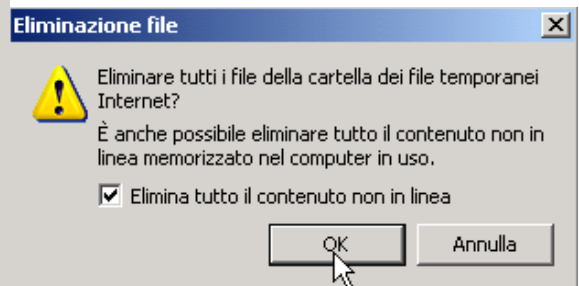 Eliminazione file
Eliminare tutti i file della cartella dei file temporanei
Internet?
È anche possibile eliminare tutto il contenuto non in
linea memorizzato nel computer in uso.
Elimina tutto il contenuto non in linea
OK
Annulla